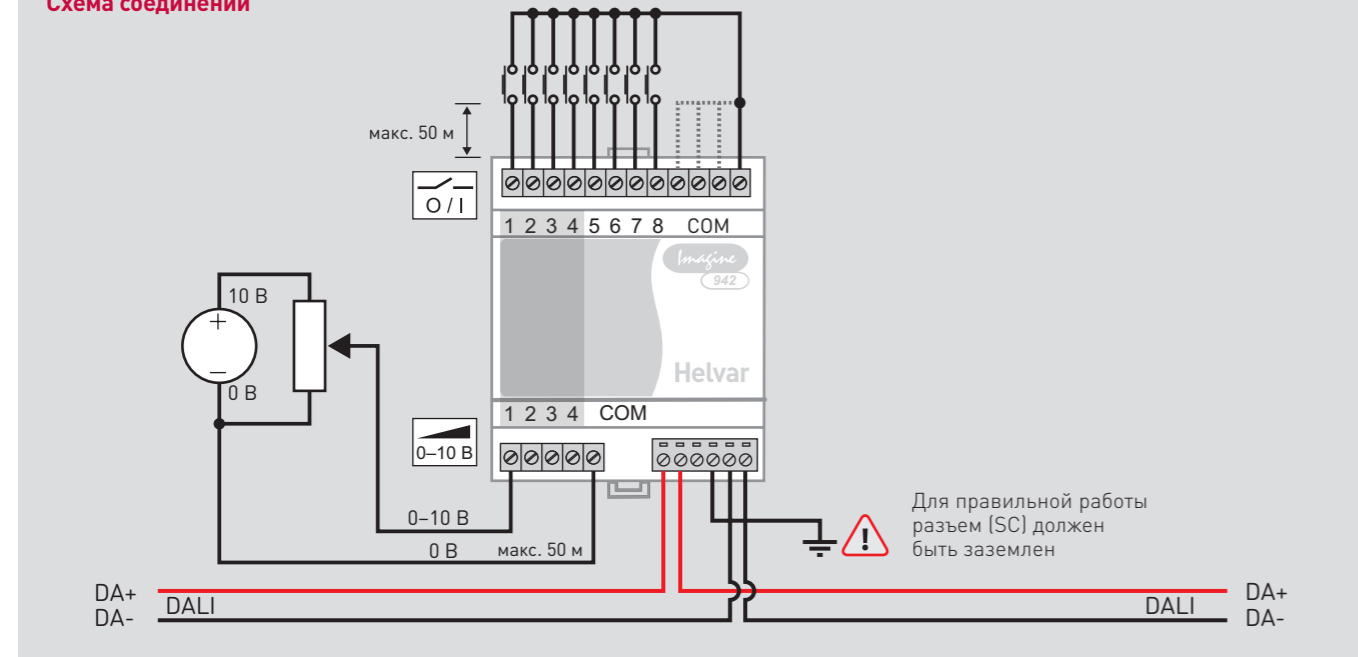 Схема соединений
макс. 50 м
O / I
1 2 3 4 5 6 7 8 COM
Imagine
942
10 В
+
–
0 В
Helvar
1 2 3 4 COM
0–10 В
0–10 В
0 В макс. 50 м
!
Для правильной работы
разъем (SC) должен
быть заземлен
DA+ DA+
DALI DALI
DA- DA-